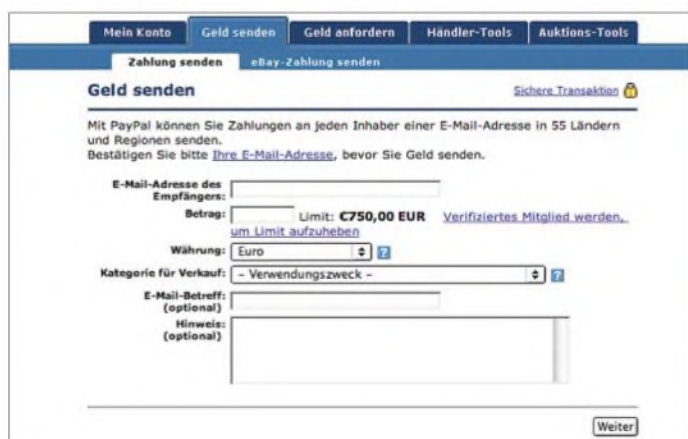 Mein Konto Geld senden Geld anfordern Händler-Tools Auktions-Tools
Zahlung senden eBay-Zahlung senden
Geld senden Sichere Transaktion
Mit PayPal können Sie Zahlungen an jeden Inhaber einer E-Mail-Adresse in 55 Ländern
und Regionen senden.
Bestätigen Sie bitte Ihre E-Mail-Adresse, bevor Sie Geld senden.
E-Mail-Adresse des
Empfängers:
Betrag: Limit: €750,00 EUR Verifiziertes Mitglied werden,
um Limit aufzuheben
Währung: Euro ?
Kategorie für Verkauf: – Verwendungszweck – ?
E-Mail-Betreff:
(optional)
Hinweis:
(optional)
Weiter